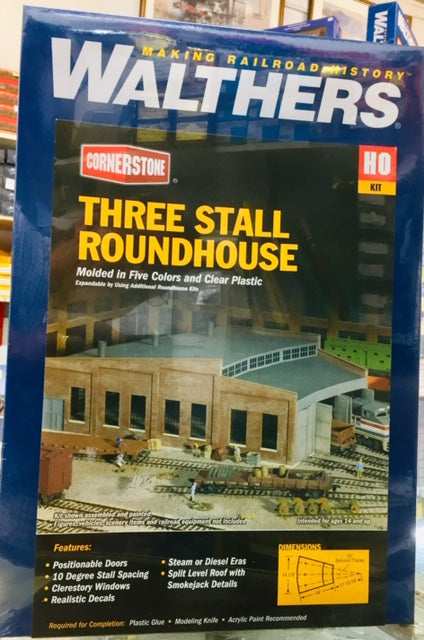 HO
MAKING RAILROAD HISTORY™
WALTHERS®
CORNERSTONE®
HO
KIT
THREE STALL
ROUNDHOUSE
Molded in Five Colors and Clear Plastic
Expandable by Using Additional Roundhouse Kits
Kit shown assembled and painted.
Figures, vehicles, scenery items and railroad equipment not included.
Intended for ages 14 and up
Features:
• Positionable Doors
• 10 Degree Stall Spacing
• Clerestory Windows
• Realistic Decals
• Steam or Diesel Eras
• Split Level Roof with
Smokejack Details
DIMENSIONS
Required for Completion: Plastic Glue • Modeling Knife • Acrylic Paint Recommended